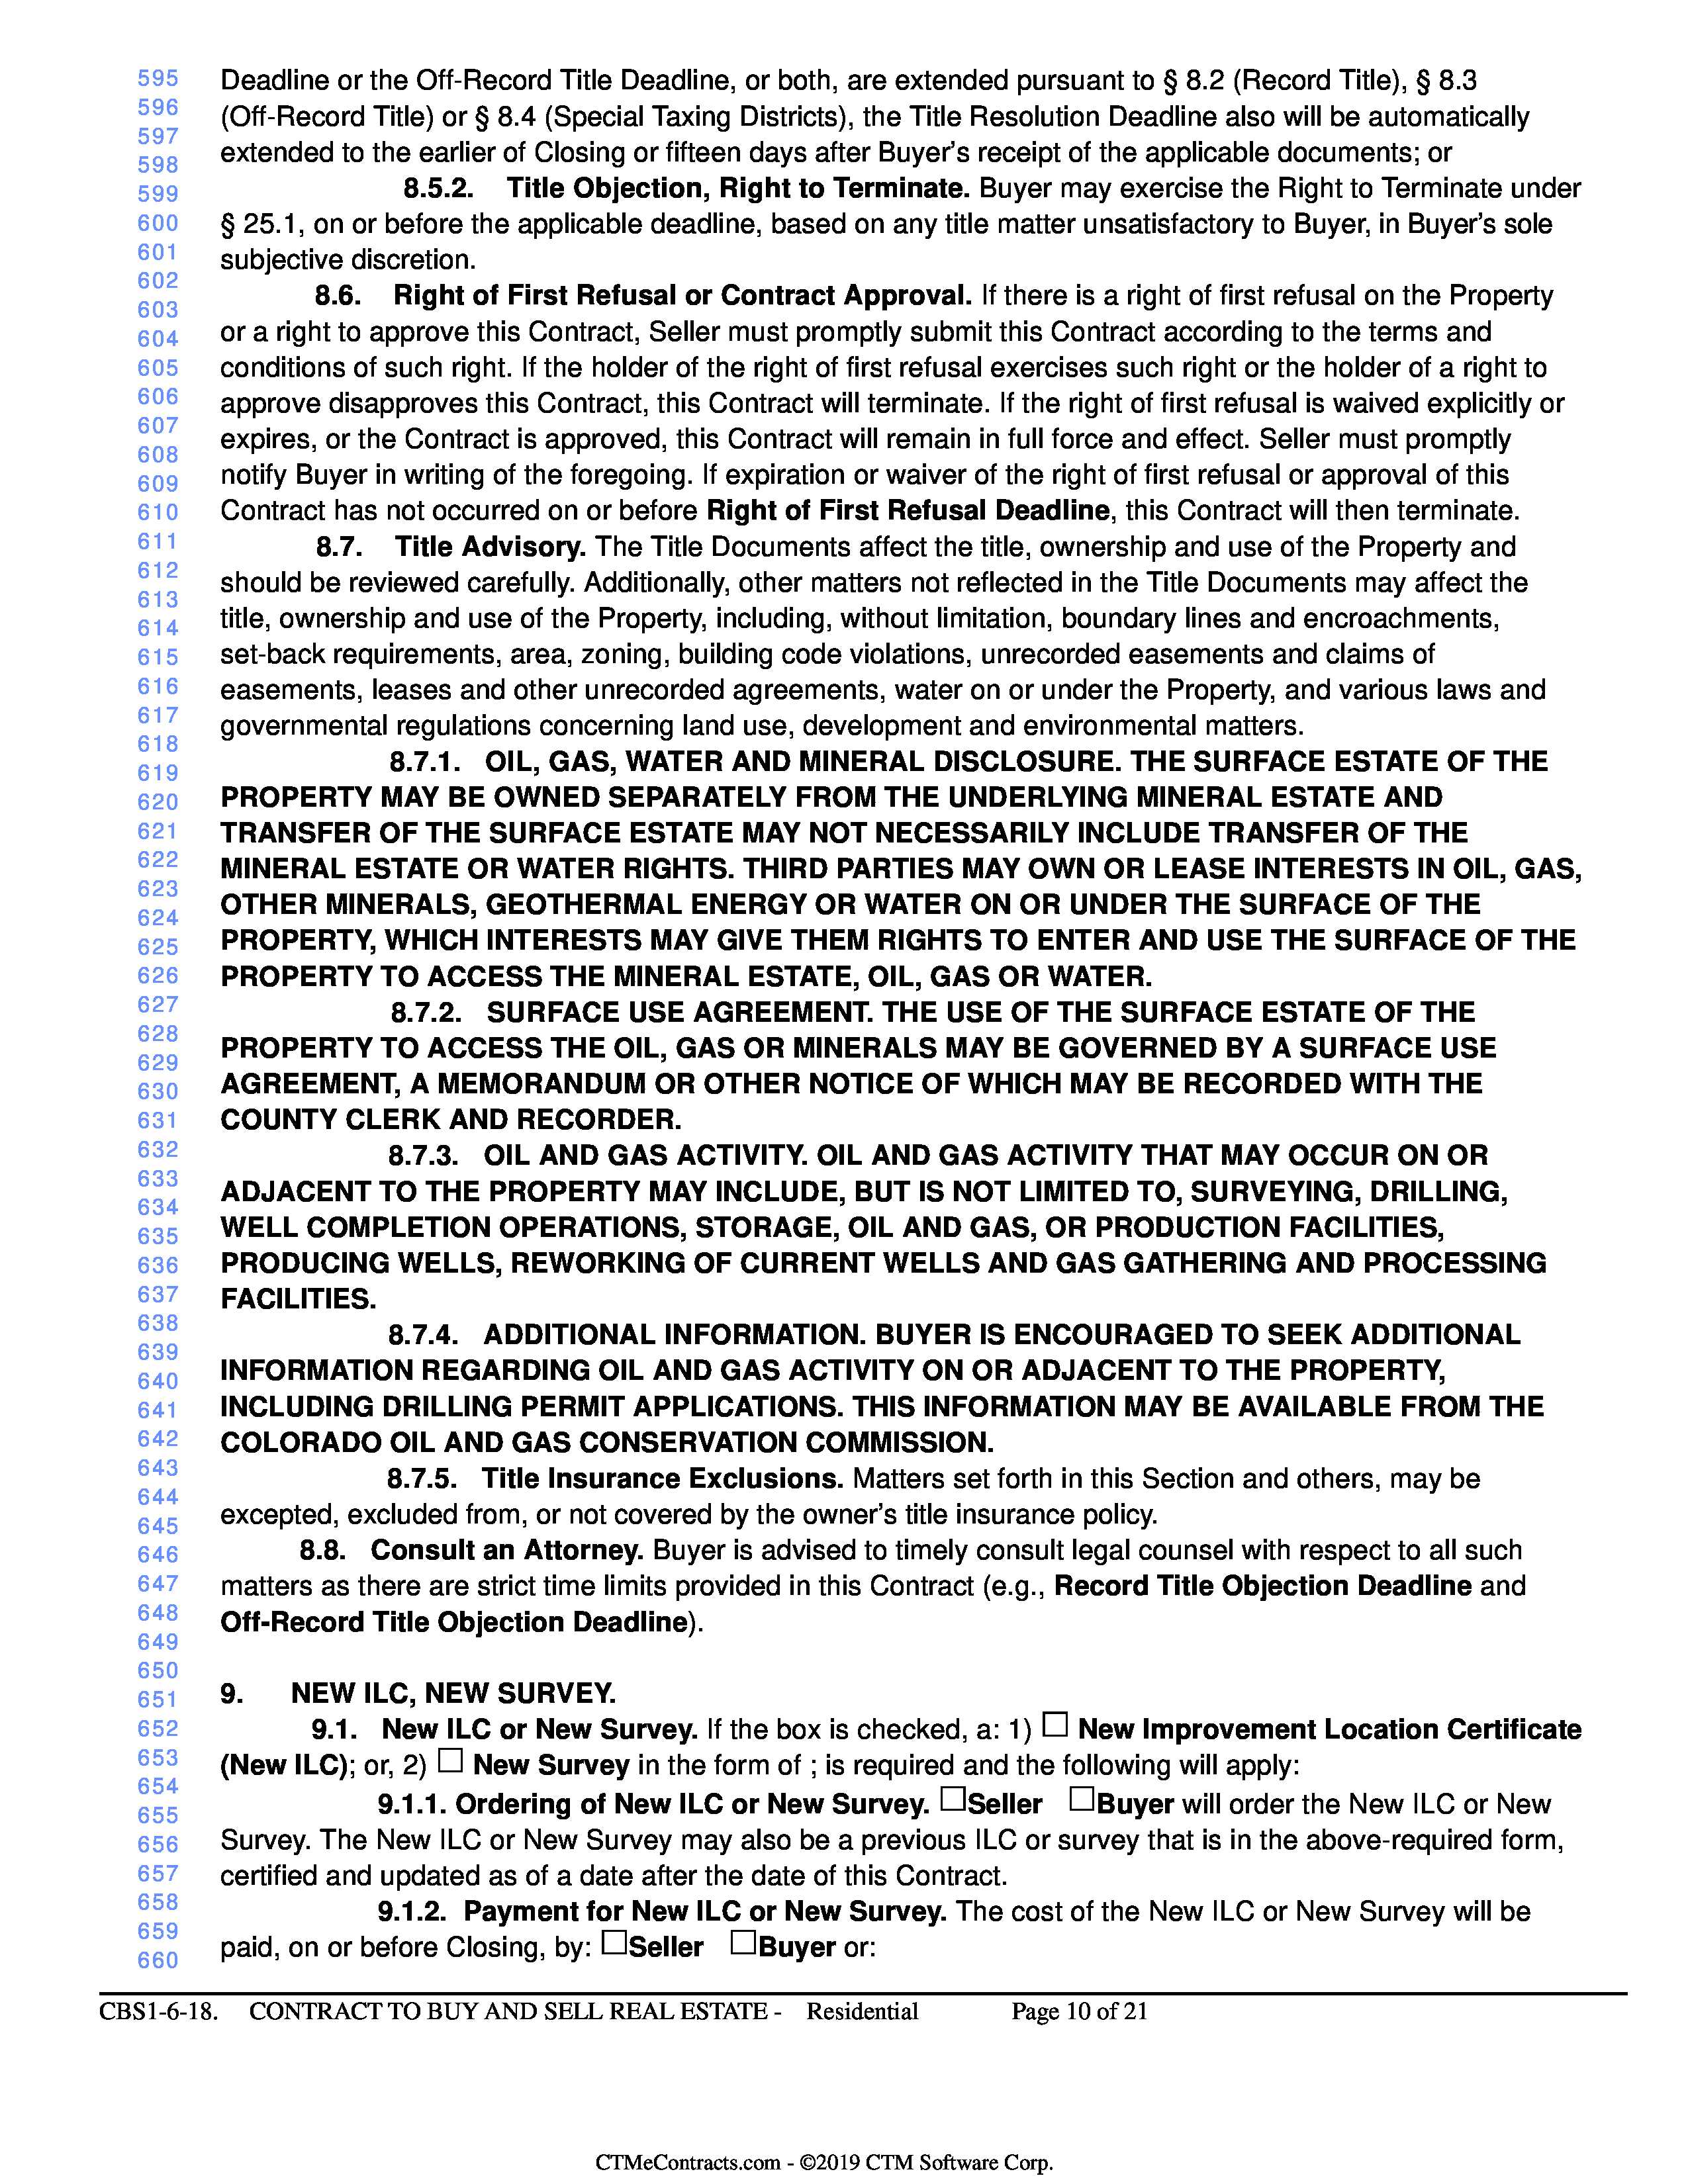 595 Deadline or the Off-Record Title Deadline, or both, are extended pursuant to § 8.2 (Record Title), § 8.3
596 (Off-Record Title) or § 8.4 (Special Taxing Districts), the Title Resolution Deadline also will be automatically
597
598 extended to the earlier of Closing or fifteen days after Buyer's receipt of the applicable documents; or
599 8.5.2. Title Objection, Right to Terminate. Buyer may exercise the Right to Terminate under
600 § 25.1, on or before the applicable deadline, based on any title matter unsatisfactory to Buyer, in Buyer's sole
601 subjective discretion.
602
603 8.6. Right of First Refusal or Contract Approval. If there is a right of first refusal on the Property
604 or a right to approve this Contract, Seller must promptly submit this Contract according to the terms and
605 conditions of such right. If the holder of the right of first refusal exercises such right or the holder of a right to
606 approve disapproves this Contract, this Contract will terminate. If the right of first refusal is waived explicitly or
607
608 expires, or the Contract is approved, this Contract will remain in full force and effect. Seller must promptly
609 notify Buyer in writing of the foregoing. If expiration or waiver of the right of first refusal or approval of this
610 Contract has not occurred on or before Right of First Refusal Deadline, this Contract will then terminate.
611 8.7. Title Advisory. The Title Documents affect the title, ownership and use of the Property and
612 should be reviewed carefully. Additionally, other matters not reflected in the Title Documents may affect the
613
614 title, ownership and use of the Property, including, without limitation, boundary lines and encroachments,
615 set-back requirements, area, zoning, building code violations, unrecorded easements and claims of
616 easements, leases and other unrecorded agreements, water on or under the Property, and various laws and
617 governmental regulations concerning land use, development and environmental matters.
618
619 8.7.1. OIL, GAS, WATER AND MINERAL DISCLOSURE. THE SURFACE ESTATE OF THE
620 PROPERTY MAY BE OWNED SEPARATELY FROM THE UNDERLYING MINERAL ESTATE AND
621 TRANSFER OF THE SURFACE ESTATE MAY NOT NECESSARILY INCLUDE TRANSFER OF THE
622 MINERAL ESTATE OR WATER RIGHTS. THIRD PARTIES MAY OWN OR LEASE INTERESTS IN OIL, GAS,
623
624 OTHER MINERALS, GEOTHERMAL ENERGY OR WATER ON OR UNDER THE SURFACE OF THE
625 PROPERTY, WHICH INTERESTS MAY GIVE THEM RIGHTS TO ENTER AND USE THE SURFACE OF THE
626 PROPERTY TO ACCESS THE MINERAL ESTATE, OIL, GAS OR WATER.
627 8.7.2. SURFACE USE AGREEMENT. THE USE OF THE SURFACE ESTATE OF THE
628
629 PROPERTY TO ACCESS THE OIL, GAS OR MINERALS MAY BE GOVERNED BY A SURFACE USE
630 AGREEMENT, A MEMORANDUM OR OTHER NOTICE OF WHICH MAY BE RECORDED WITH THE
631 COUNTY CLERK AND RECORDER.
632 8.7.3. OIL AND GAS ACTIVITY. OIL AND GAS ACTIVITY THAT MAY OCCUR ON OR
633
634 ADJACENT TO THE PROPERTY MAY INCLUDE, BUT IS NOT LIMITED TO, SURVEYING, DRILLING,
635 WELL COMPLETION OPERATIONS, STORAGE, OIL AND GAS, OR PRODUCTION FACILITIES,
636 PRODUCING WELLS, REWORKING OF CURRENT WELLS AND GAS GATHERING AND PROCESSING
637 FACILITIES.
638
639 8.7.4. ADDITIONAL INFORMATION. BUYER IS ENCOURAGED TO SEEK ADDITIONAL
640 INFORMATION REGARDING OIL AND GAS ACTIVITY ON OR ADJACENT TO THE PROPERTY,
641 INCLUDING DRILLING PERMIT APPLICATIONS. THIS INFORMATION MAY BE AVAILABLE FROM THE
642 COLORADO OIL AND GAS CONSERVATION COMMISSION.
643 8.7.5. Title Insurance Exclusions. Matters set forth in this Section and others, may be
644
645 excepted, excluded from, or not covered by the owner's title insurance policy.
646 8.8. Consult an Attorney. Buyer is advised to timely consult legal counsel with respect to all such
647 matters as there are strict time limits provided in this Contract (e.g., Record Title Objection Deadline and
648 Off-Record Title Objection Deadline).
649
650
651 9. NEW ILC, NEW SURVEY.
652 9.1. New ILC or New Survey. If the box is checked, a: 1) ☐ New Improvement Location Certificate
653 (New ILC); or, 2) ☐ New Survey in the form of ; is required and the following will apply:
654
655 9.1.1. Ordering of New ILC or New Survey. ☐Seller ☐Buyer will order the New ILC or New
656 Survey. The New ILC or New Survey may also be a previous ILC or survey that is in the above-required form,
657 certified and updated as of a date after the date of this Contract.
658 9.1.2. Payment for New ILC or New Survey. The cost of the New ILC or New Survey will be
659
660 paid, on or before Closing, by: ☐Seller ☐Buyer or:
CBS1-6-18. CONTRACT TO BUY AND SELL REAL ESTATE - Residential Page 10 of 21
CTMeContracts.com - ©2019 CTM Software Corp.